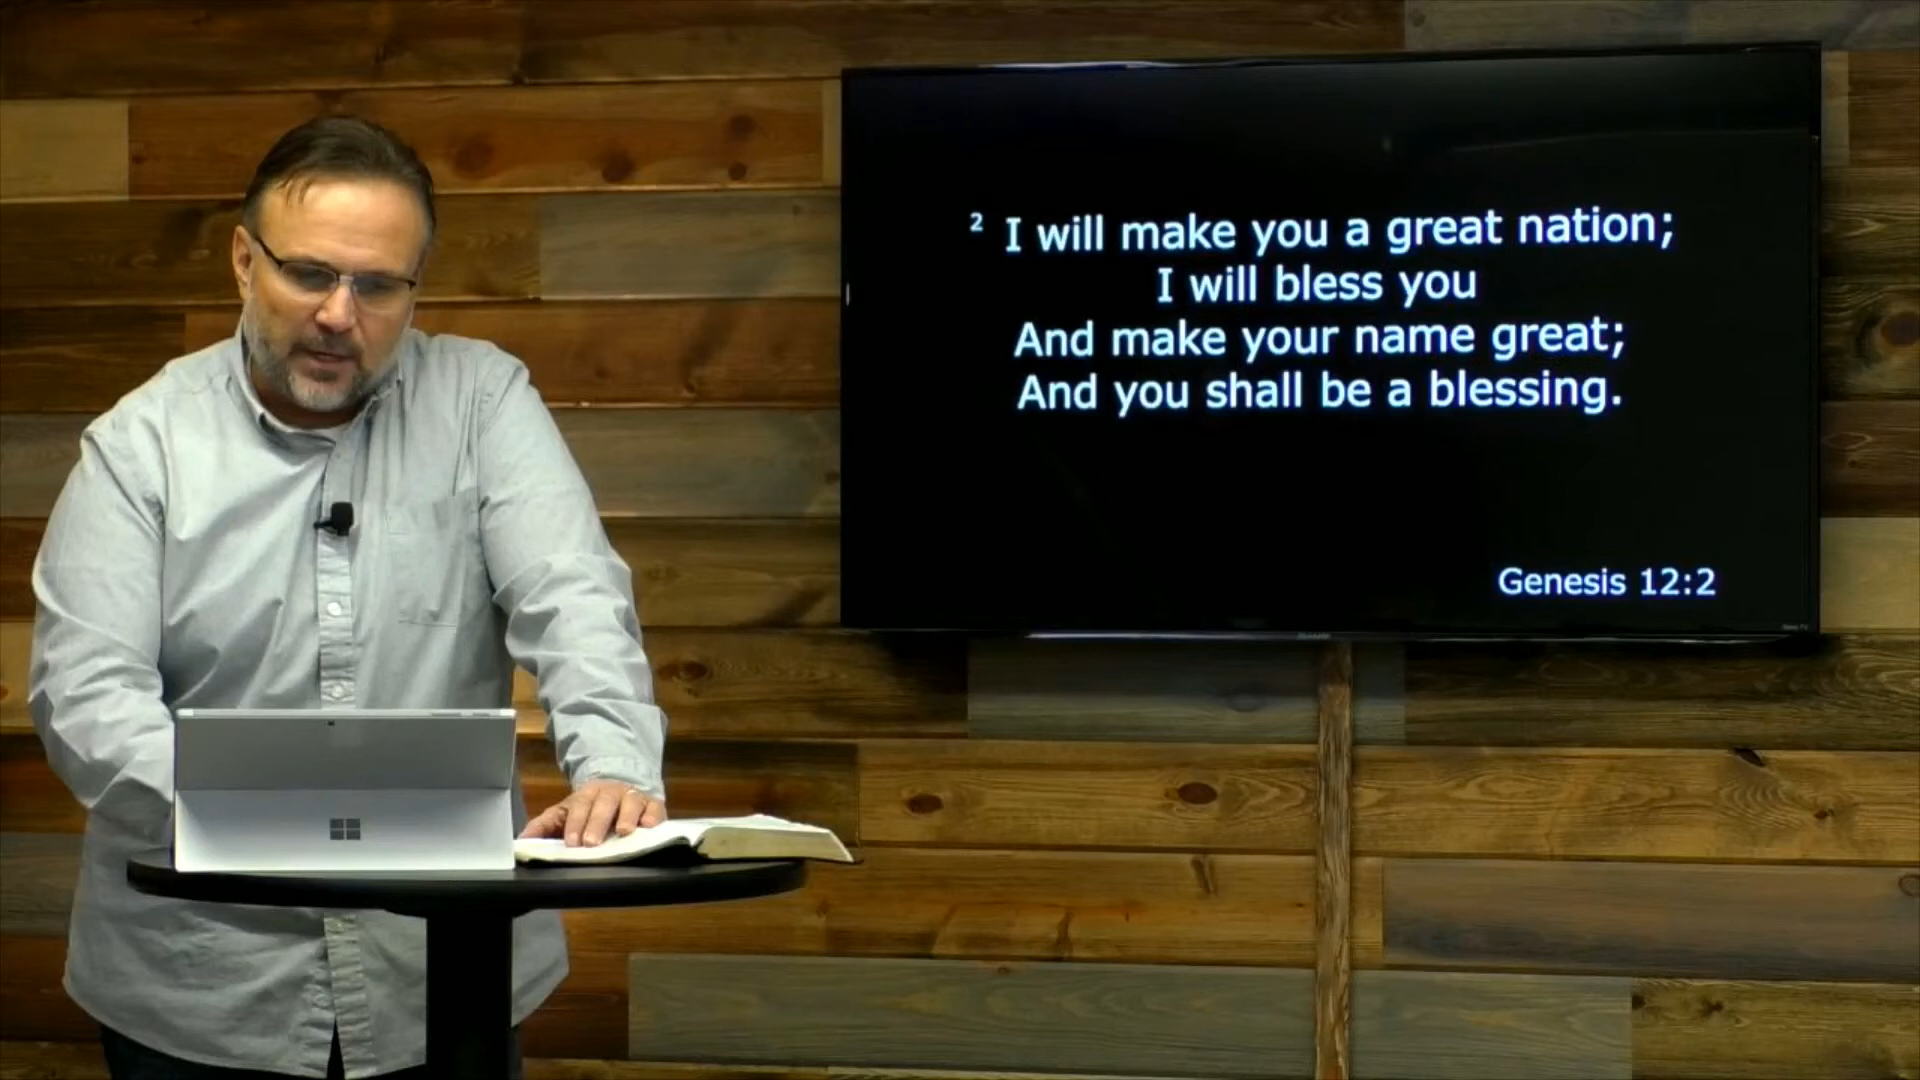 ² I will make you a great nation;
I will bless you
And make your name great;
And you shall be a blessing.
Genesis 12:2